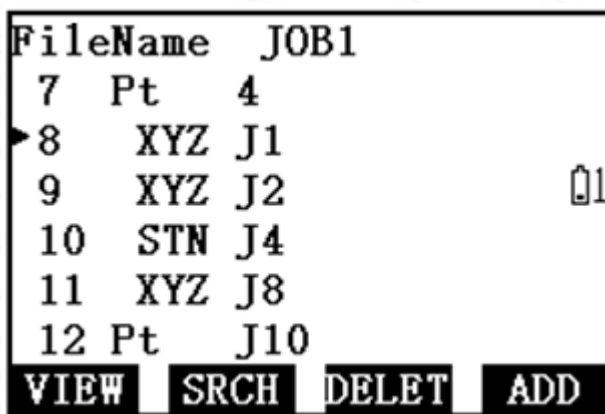 FileName JOB1
7 Pt 4
8 XYZ J1
9 XYZ J2
10 STN J4
11 XYZ J8
12 Pt J10
VIEW SRCH DELET ADD